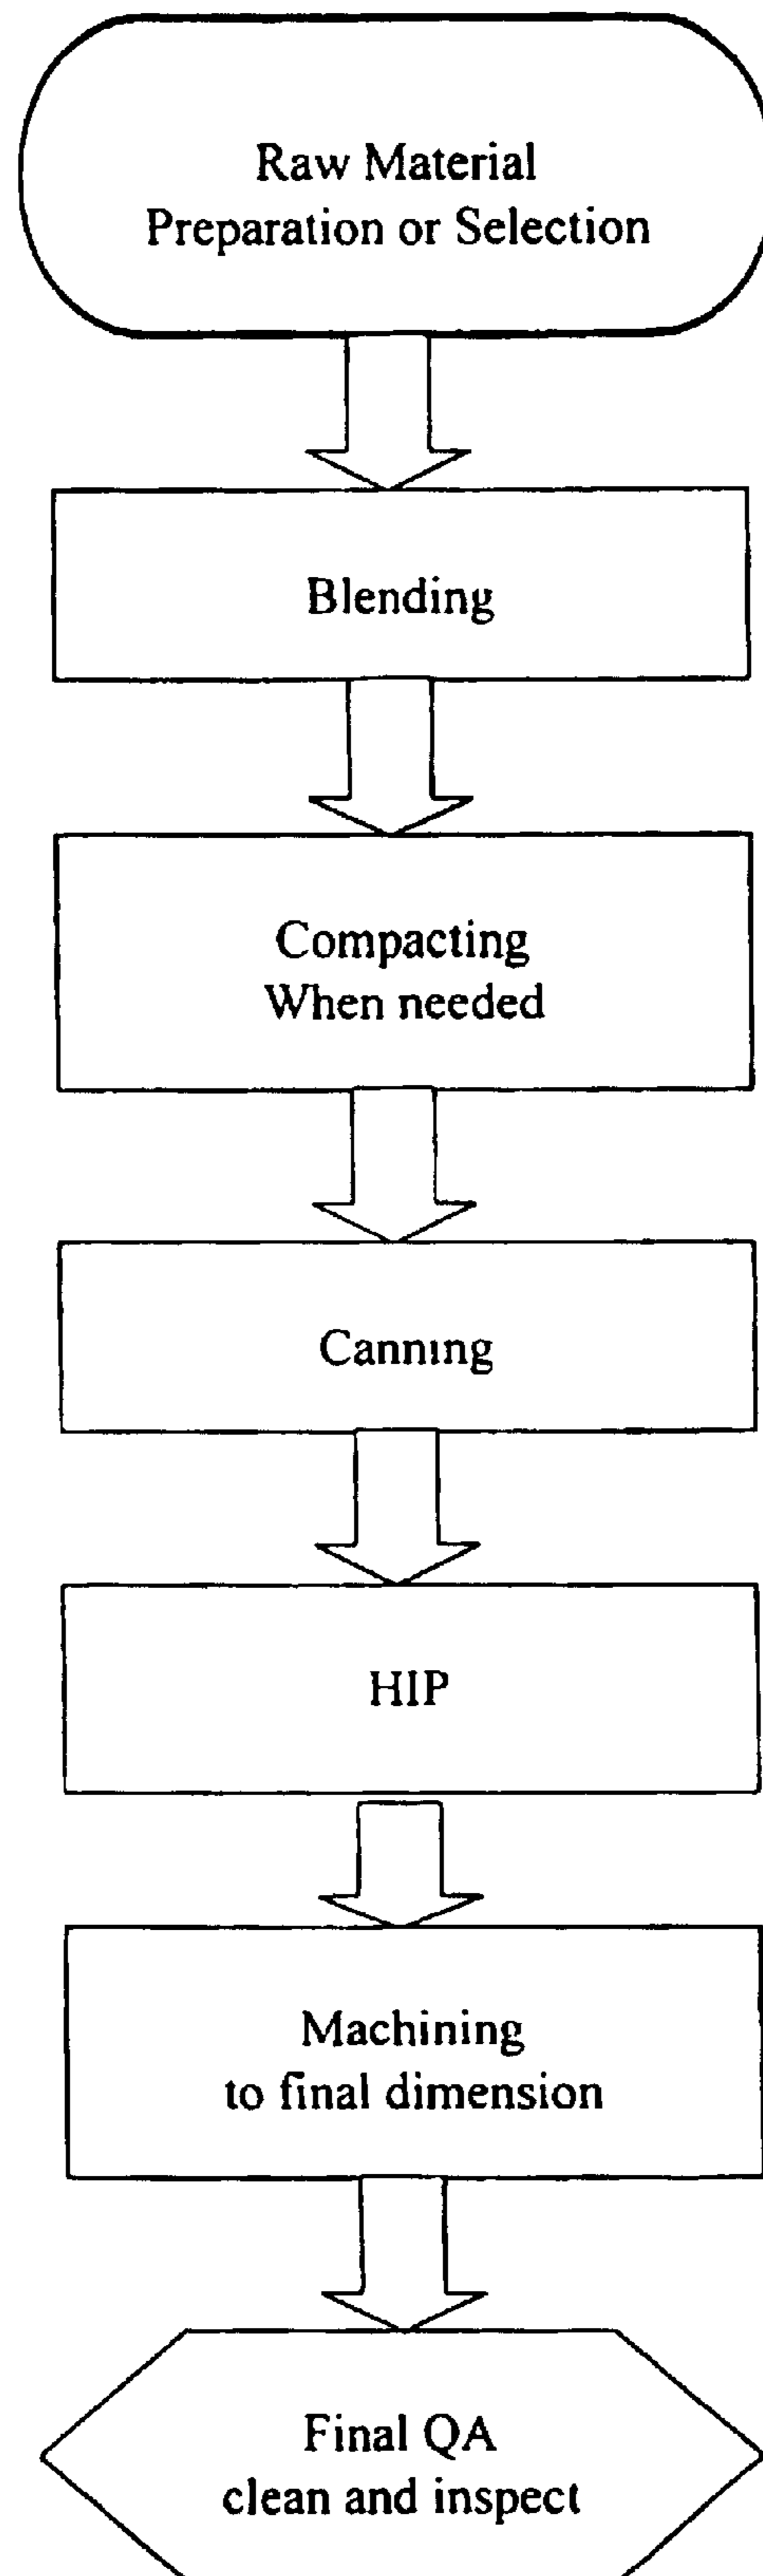 Raw Material
Preparation or Selection
Blending
Compacting
When needed
Canning
HIP
Machining
to final dimension
Final QA
clean and inspect